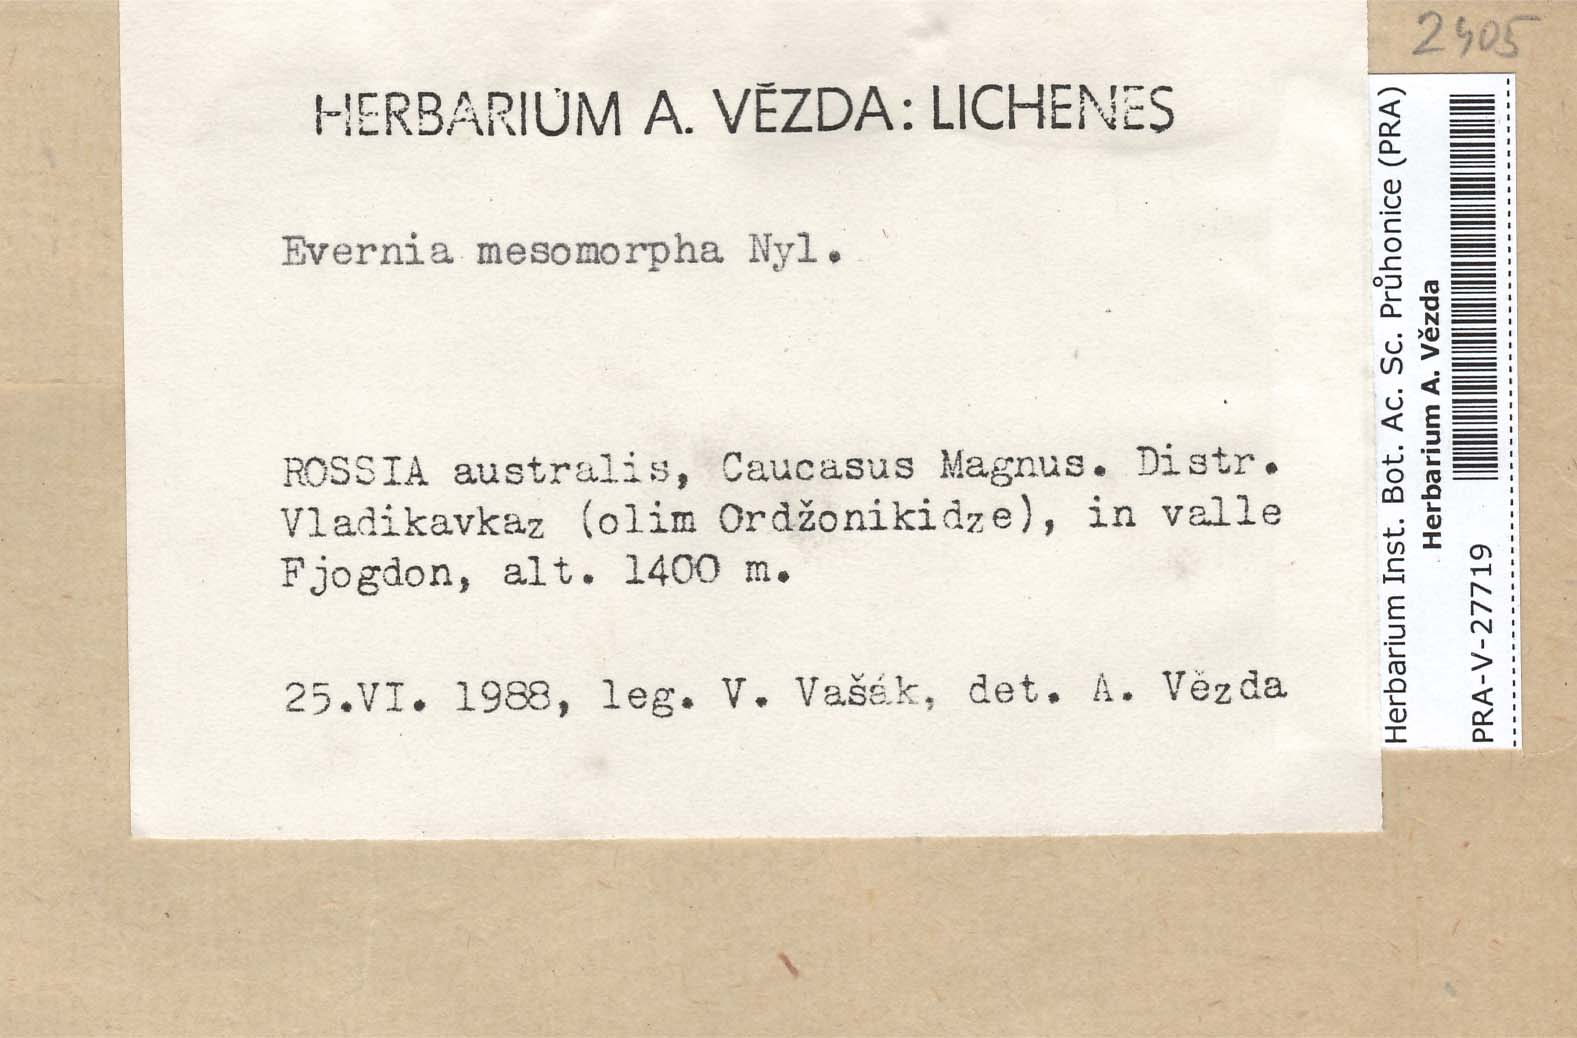 2405
HERBARIUM A. VĚZDA: LICHENES
Evernia mesomorpha Nyl.
ROSSIA australis, Caucasus Magnus. Distr.
Vladikavkaz (olim Ordžonikidze), in valle
Fjogdon, alt. 1400 m.
25.VI. 1988, leg. V. Vašák, det. A. Vězda
Herbarium Inst. Bot. Ac. Sc. Průhonice (PRA)
Herbarium A. Vězda
PRA-V-27719